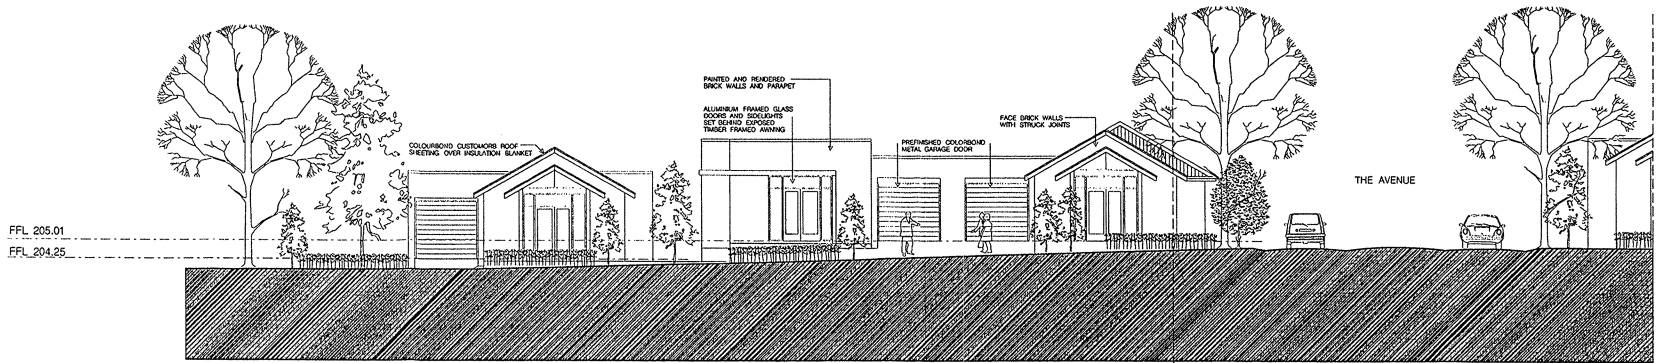 PAINTED AND RENDERED
BRICK WALLS AND PARAPET
ALUMINIUM FRAMED GLASS
DOORS AND SIDELIGHTS
SET BEHIND EXPOSED
TIMBER FRAMED AWNING
FACE BRICK WALLS
WITH STRUCK JOINTS
COLOURBOND CUSTOMORB ROOF
SHEETING OVER INSULATION BLANKET
PREFINISHED COLORBOND
METAL GARAGE DOOR
THE AVENUE
FFL 205.01
FFL 204.25